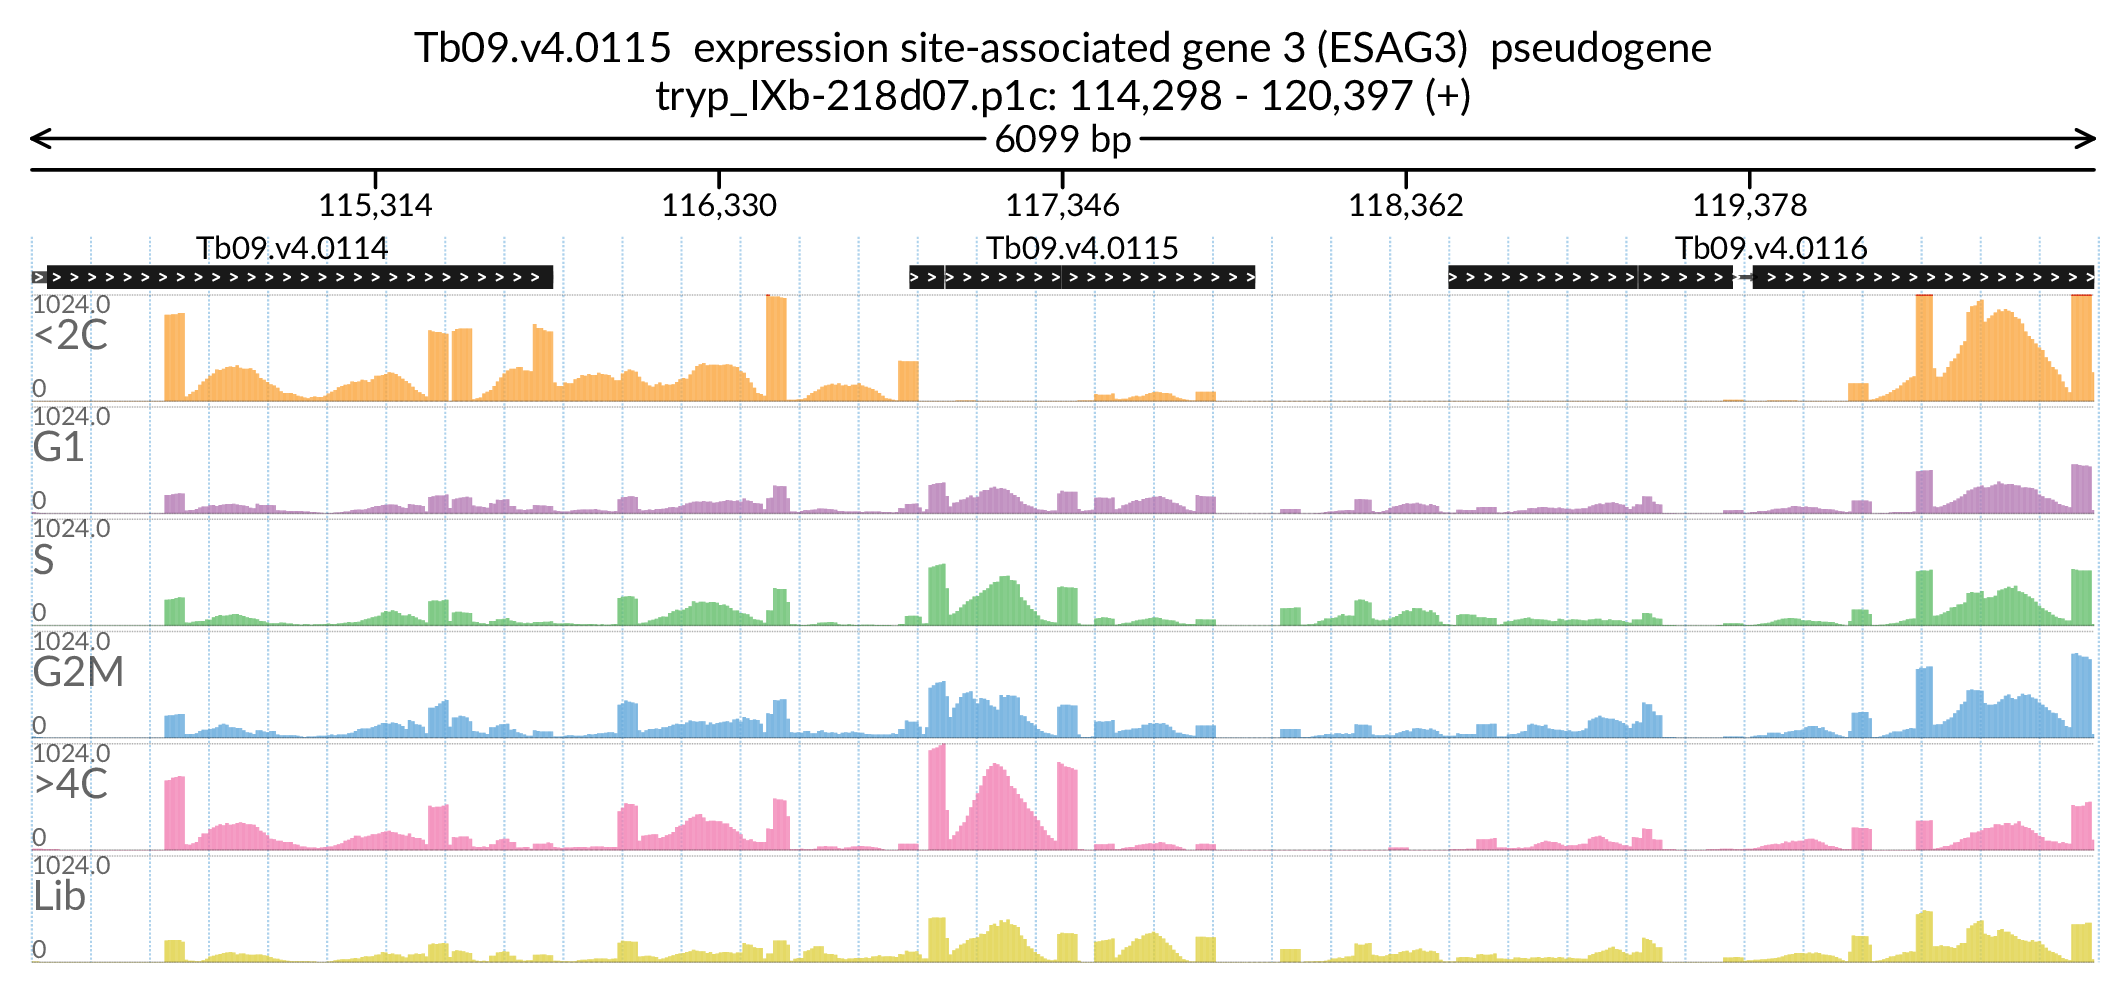 Tb09.v4.0115 expression site-associated gene 3 (ESAG3) pseudogene
tryp_IXb-218d07.p1c: 114,298 - 120,397 (+)
6099 bp
115,314 116,330 117,346 118,362 119,378
Tb09.v4.0114 Tb09.v4.0115 Tb09.v4.0116
1024.0
<2C
0
1024.0
G1
0
1024.0
S
0
1024.0
G2M
0
1024.0
>4C
0
1024.0
Lib
0